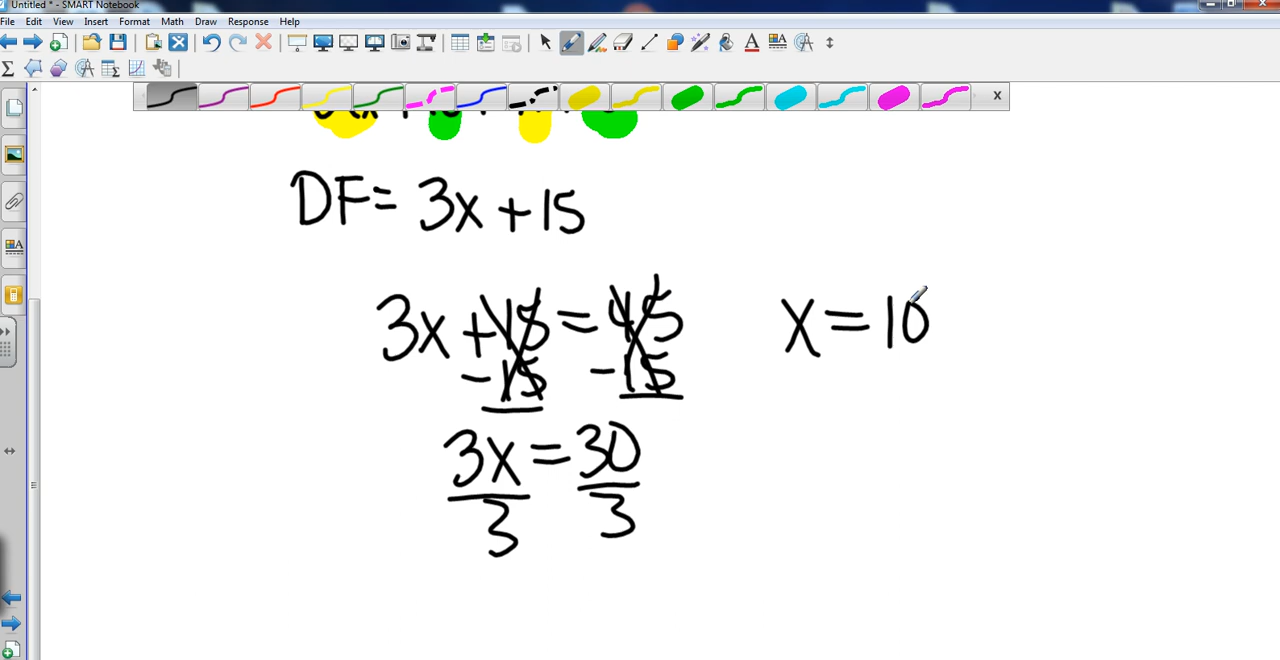 Untitled * - SMART Notebook
File Edit View Insert Format Math Draw Response Help
DF= 3x +15
3x +15 = 45
-15 -15
3x = 30
3 3
x = 10